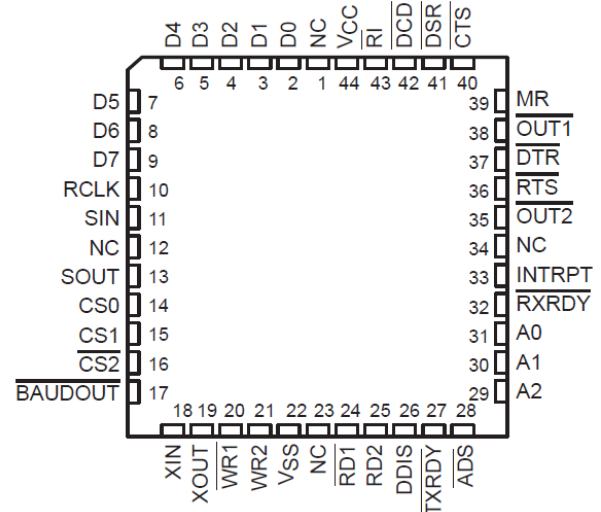 D4 D3 D2 D1 D0 NC VCC RI DCD DSR CTS
6 5 4 3 2 1 44 43 42 41 40
D5 7 39 MR
D6 8 38 OUT1
D7 9 37 DTR
RCLK 10 36 RTS
SIN 11 35 OUT2
NC 12 34 NC
SOUT 13 33 INTRPT
CS0 14 32 RXRDY
CS1 15 31 A0
CS2 16 30 A1
BAUDOUT 17 29 A2
18 19 20 21 22 23 24 25 26 27 28
XIN XOUT WR1 WR2 VSS NC RD1 RD2 DDIS TXRDY ADS